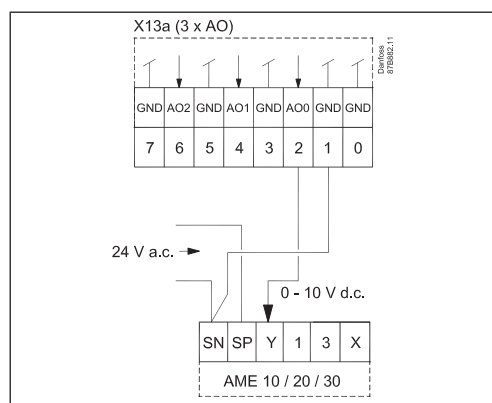 X13a (3 x AO)
Danfoss
87B882.11
GND AO2 GND AO1 GND AO0 GND GND
7 6 5 4 3 2 1 0
24 V a.c.
0 - 10 V d.c.
SN SP Y 1 3 X
AME 10 / 20 / 30